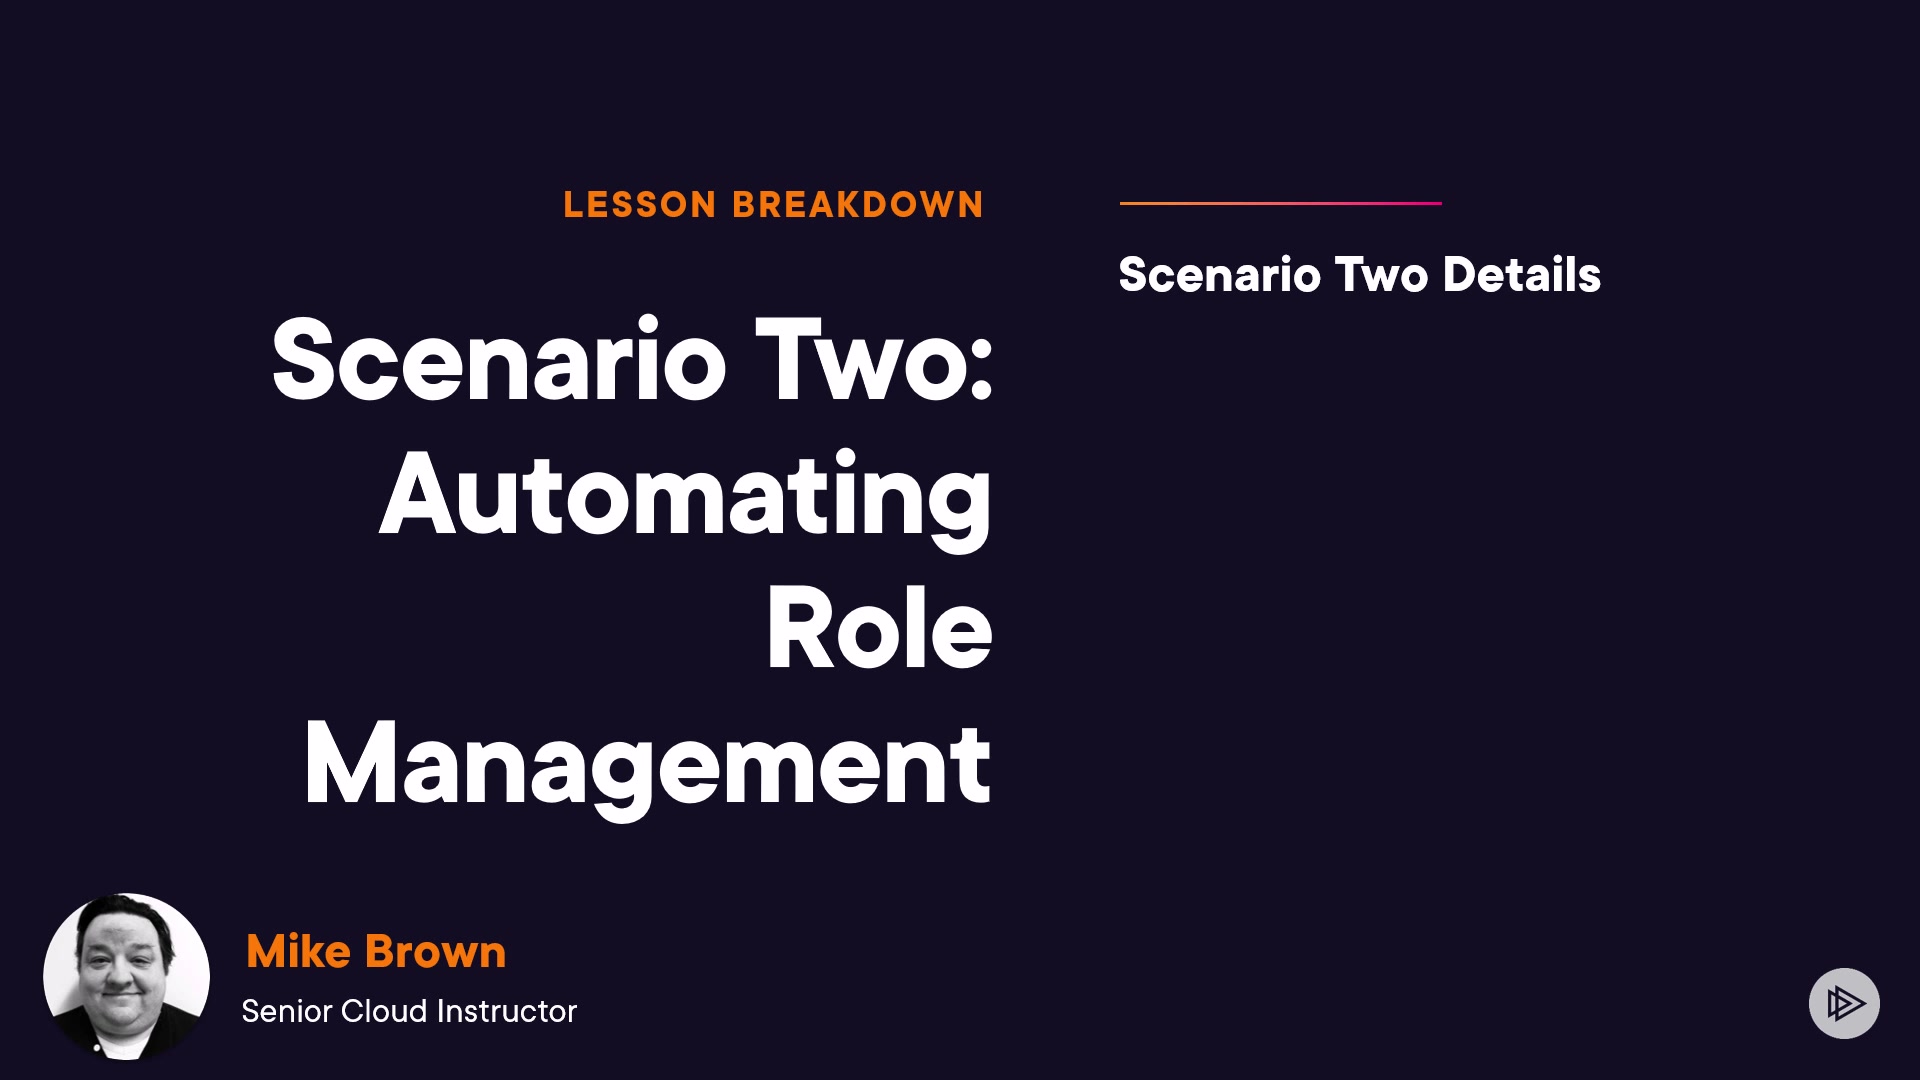 LESSON BREAKDOWN
Scenario Two:
Automating
Role
Management
Scenario Two Details
Mike Brown
Senior Cloud Instructor